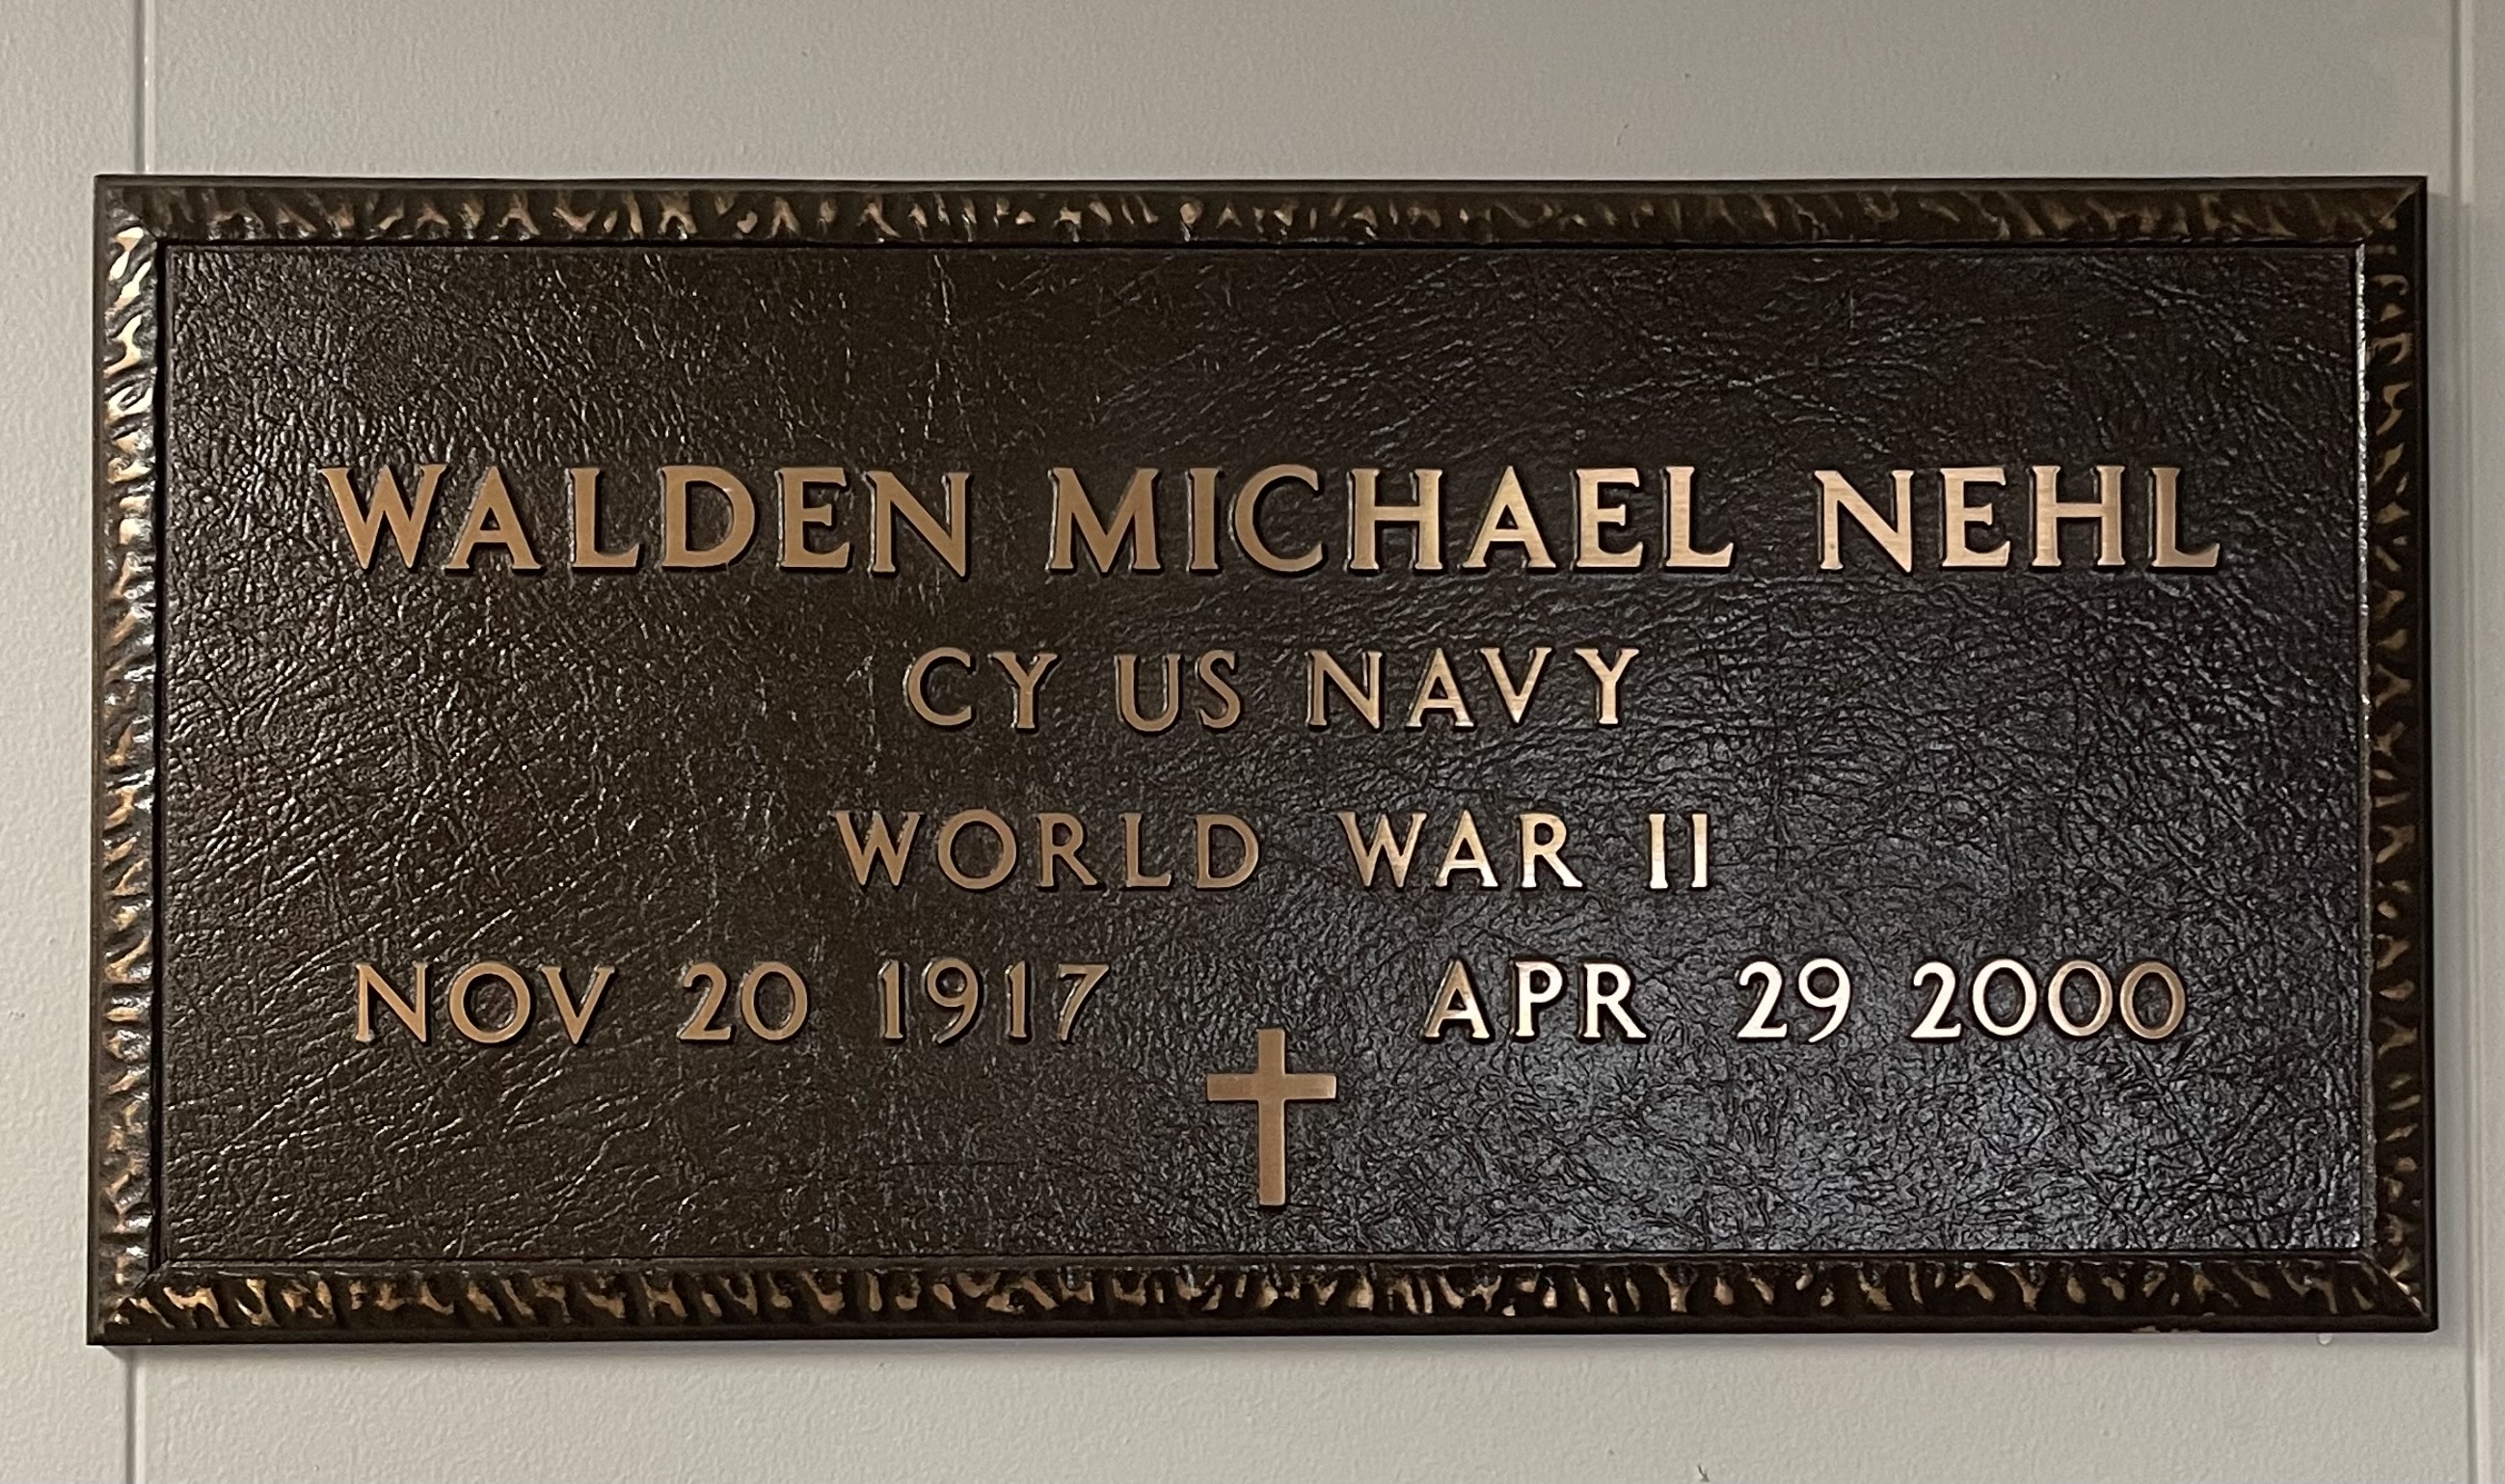 WALDEN MICHAEL NEHL
CY US NAVY
WORLD WAR II
NOV 20 1917 APR 29 2000